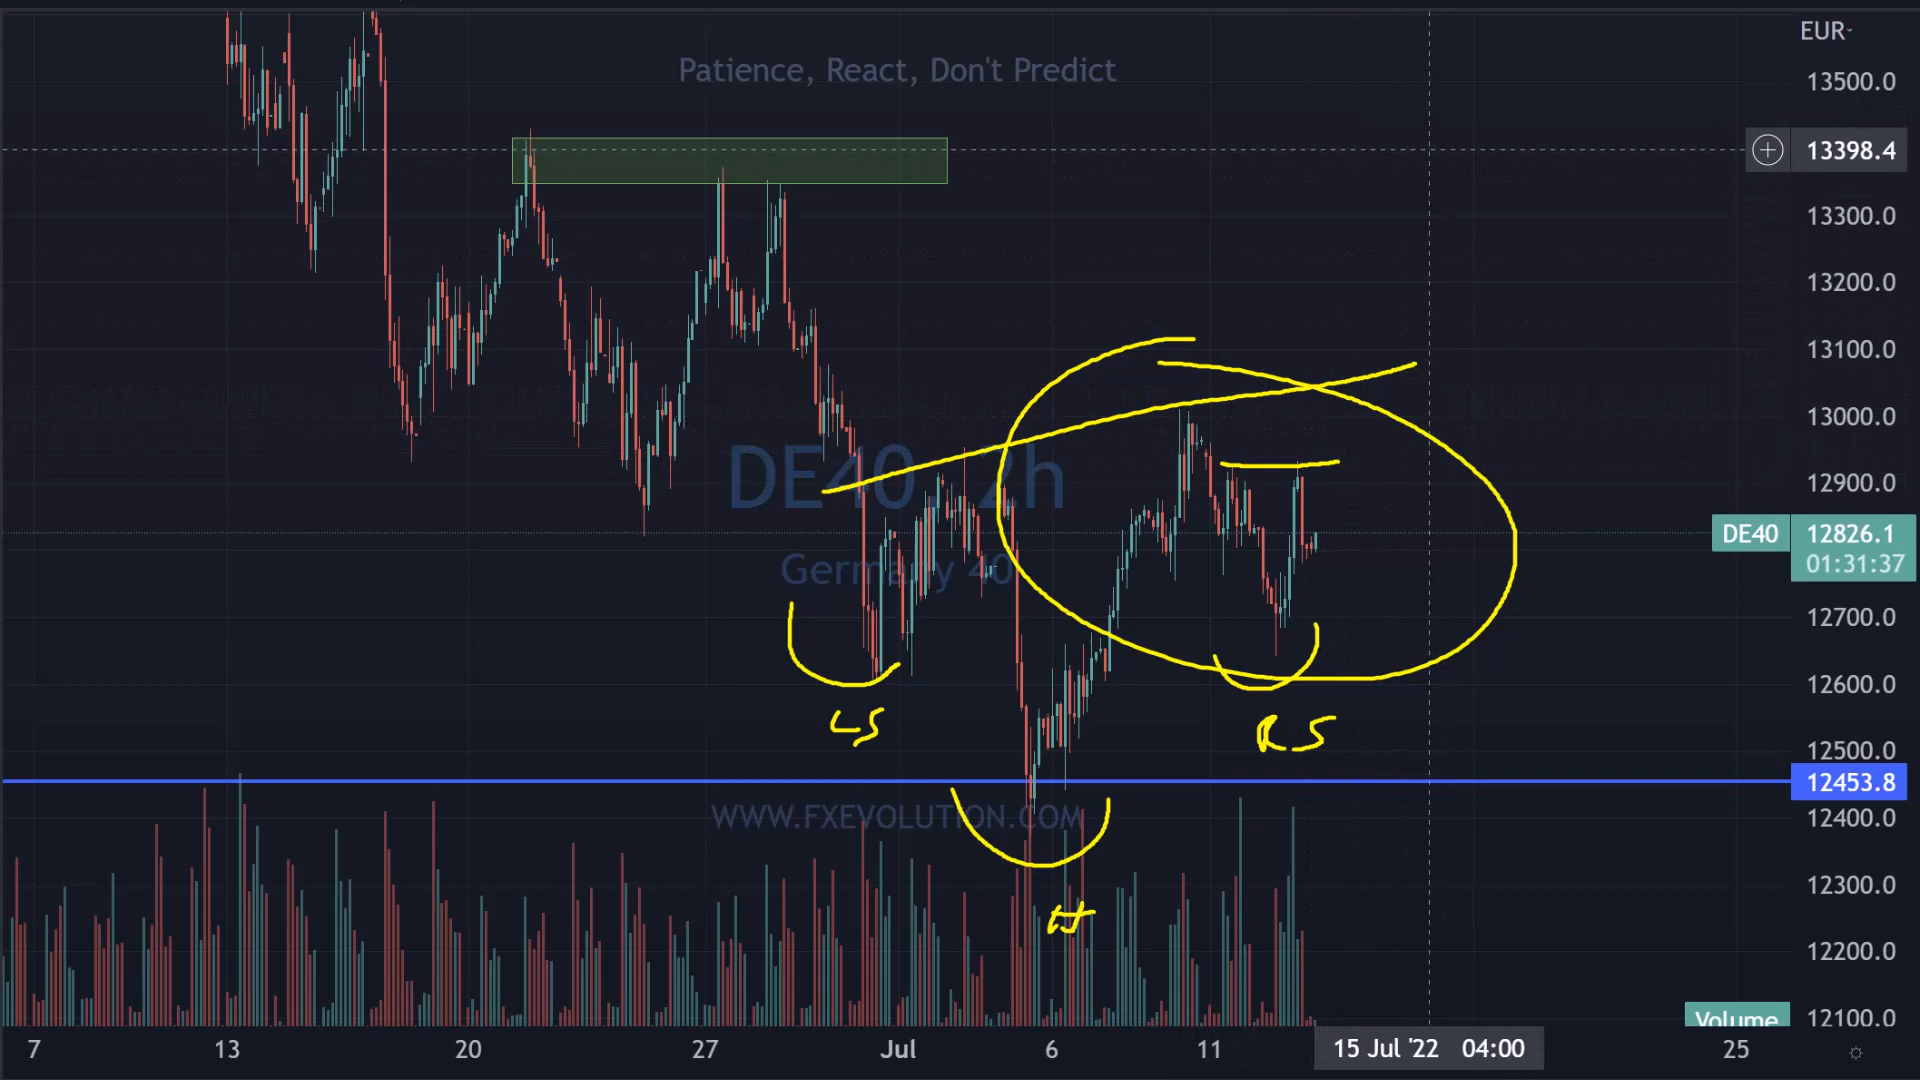 EUR
Patience, React, Don't Predict
13500.0
13398.4
13300.0
13200.0
13100.0
13000.0
DE40, 2h
12900.0
DE40 12826.1
01:31:37
Germany 40
12700.0
12600.0
LS
RS
12500.0
12453.8
WWW.FXEVOLUTION.COM
12400.0
12300.0
H
12200.0
Volume
12100.0
7 13 20 27 Jul 6 11 15 Jul '22 04:00 25